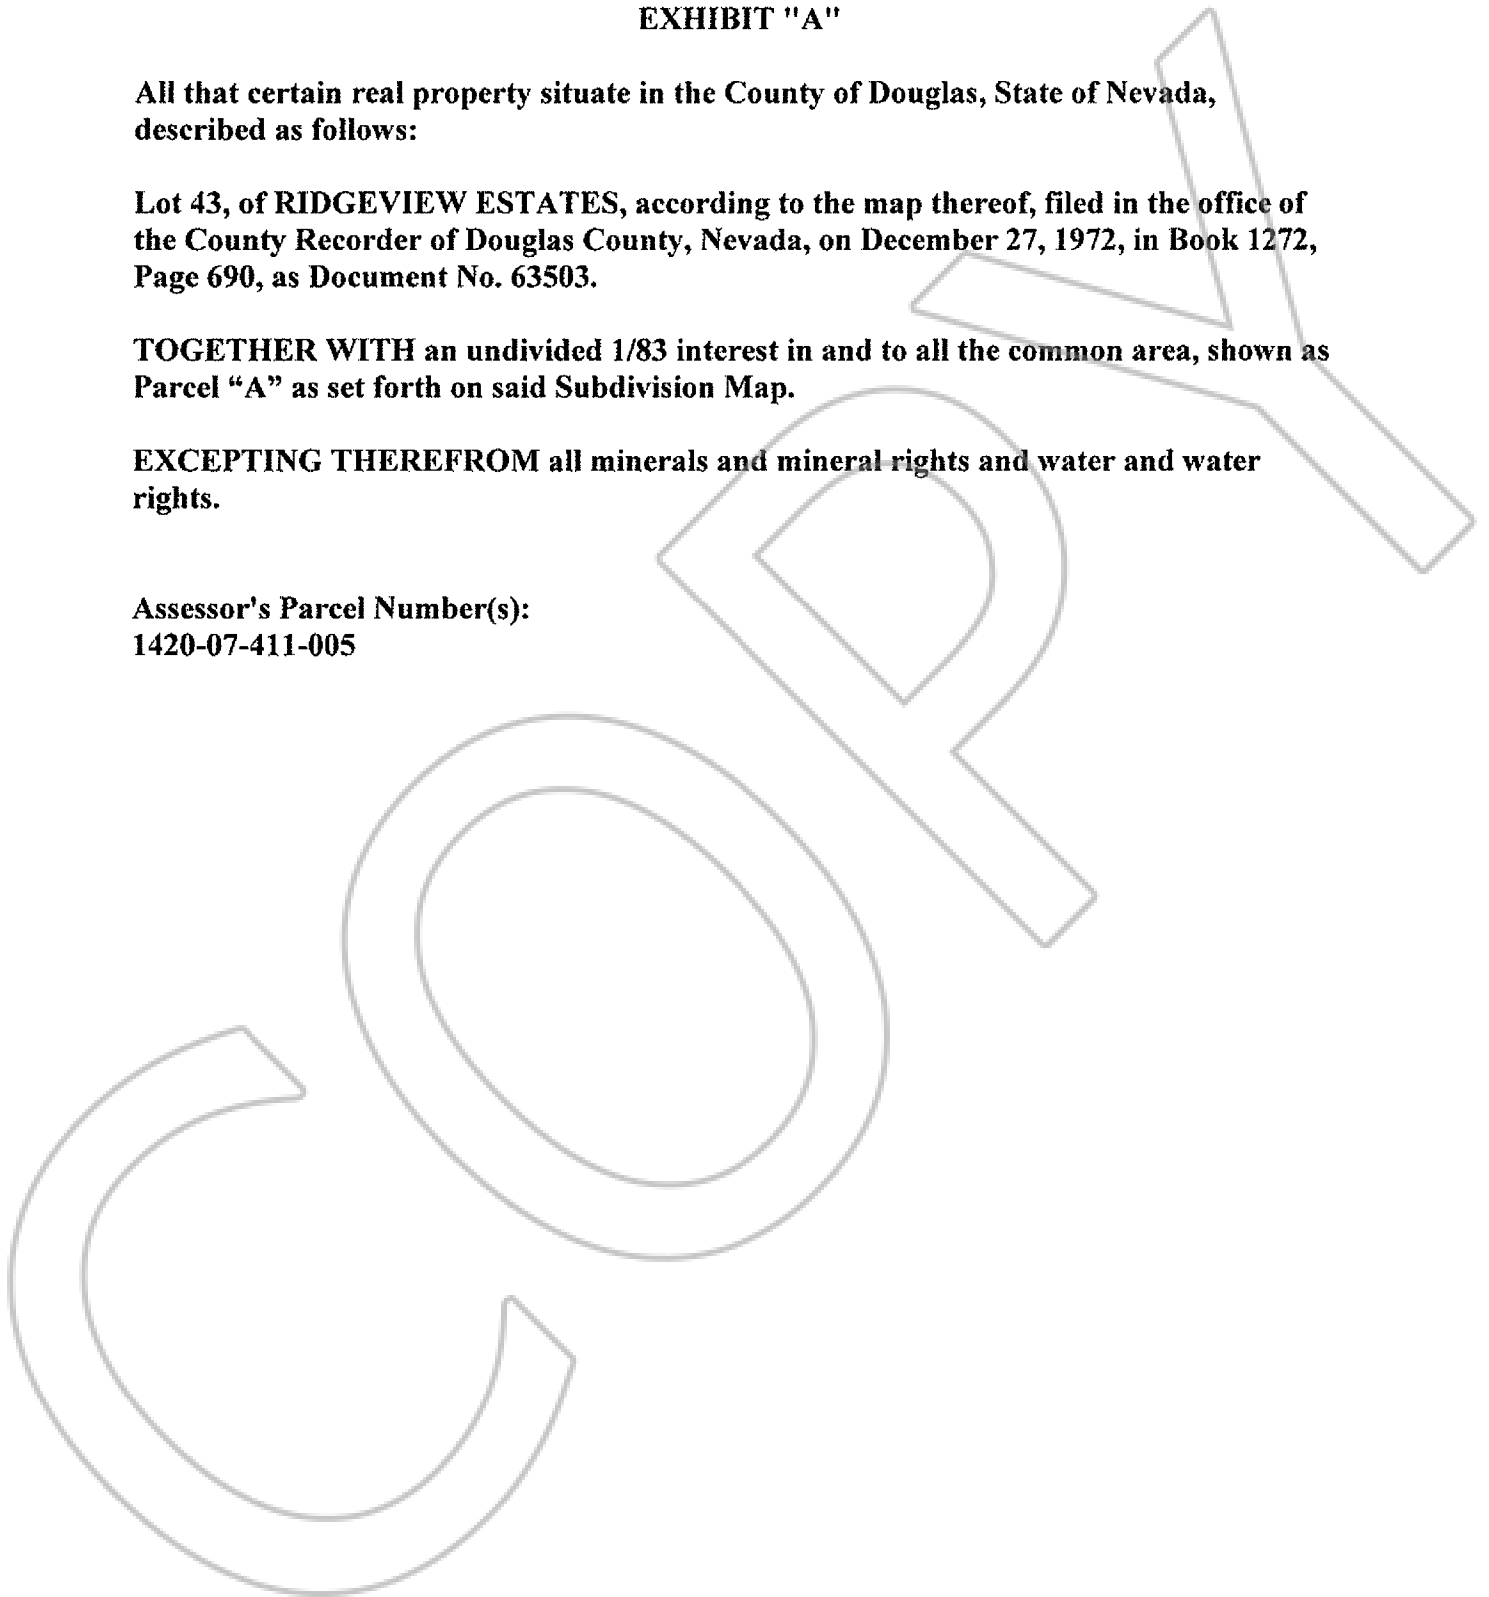 EXHIBIT "A"
All that certain real property situate in the County of Douglas, State of Nevada,
described as follows:
Lot 43, of RIDGEVIEW ESTATES, according to the map thereof, filed in the office of
the County Recorder of Douglas County, Nevada, on December 27, 1972, in Book 1272,
Page 690, as Document No. 63503.
TOGETHER WITH an undivided 1/83 interest in and to all the common area, shown as
Parcel “A” as set forth on said Subdivision Map.
EXCEPTING THEREFROM all minerals and mineral rights and water and water
rights.
Assessor's Parcel Number(s):
1420-07-411-005
COPY